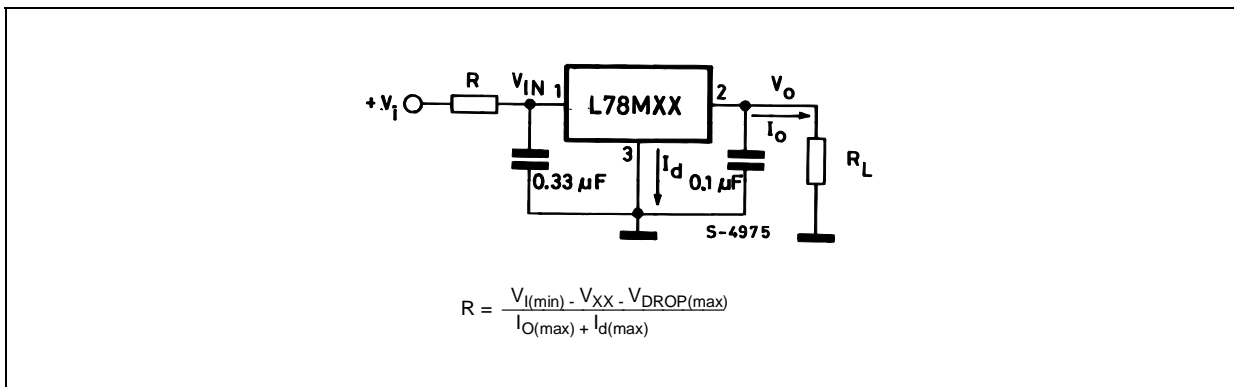 R
V_IN
1
L78MXX
2
V_o
+ V_i
I_o
3
I_d
R_L
0.33 µF
0.1 µF
S-4975
R = (V_I(min) - V_XX - V_DROP(max)) / (I_O(max) + I_d(max))